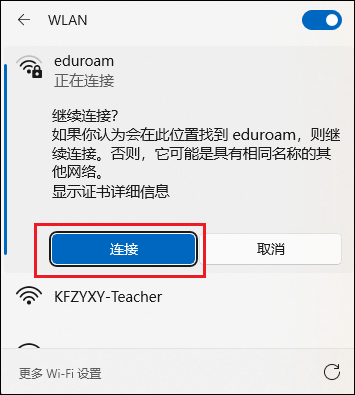 WLAN
eduroam
正在连接
继续连接?
如果你认为会在此位置找到 eduroam，则继
续连接。否则，它可能是具有相同名称的其
他网络。
显示证书详细信息
连接
取消
KFZYXY-Teacher
更多 Wi-Fi 设置